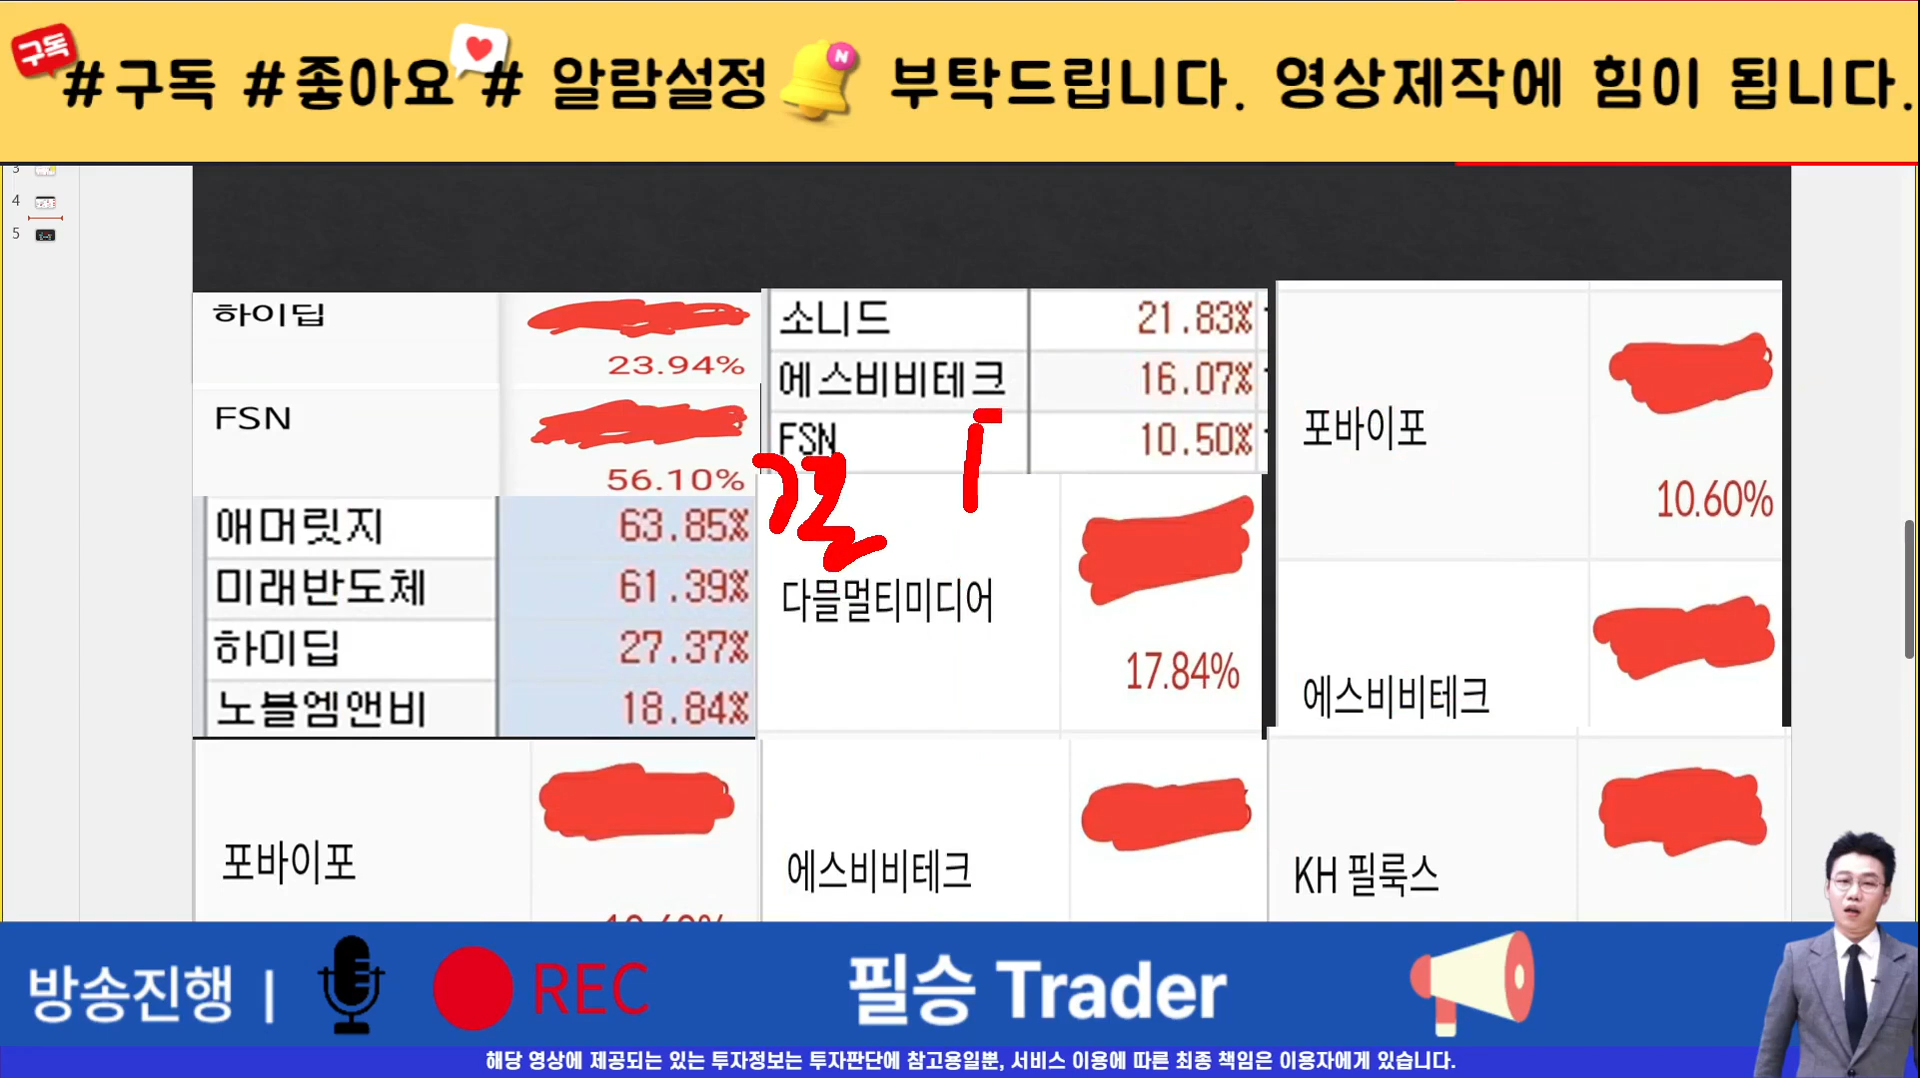 구독
#구독 #좋아요 # 알람설정 N 부탁드립니다. 영상제작에 힘이 됩니다.
3
4
5
하이딥
23.94%
FSN
56.10%
애머릿지 63.85%
미래반도체 61.39%
하이딥 27.37%
노블엠앤비 18.84%
소니드 21.83%
에스비비테크 16.07%
FSN 10.50%
다믈멀티미디어
17.84%
포바이포
10.60%
에스비비테크
포바이포
에스비비테크
KH 필룩스
방송진행 | REC 필승 Trader
해당 영상에 제공되는 있는 투자정보는 투자판단에 참고용일뿐, 서비스 이용에 따른 최종 책임은 이용자에게 있습니다.